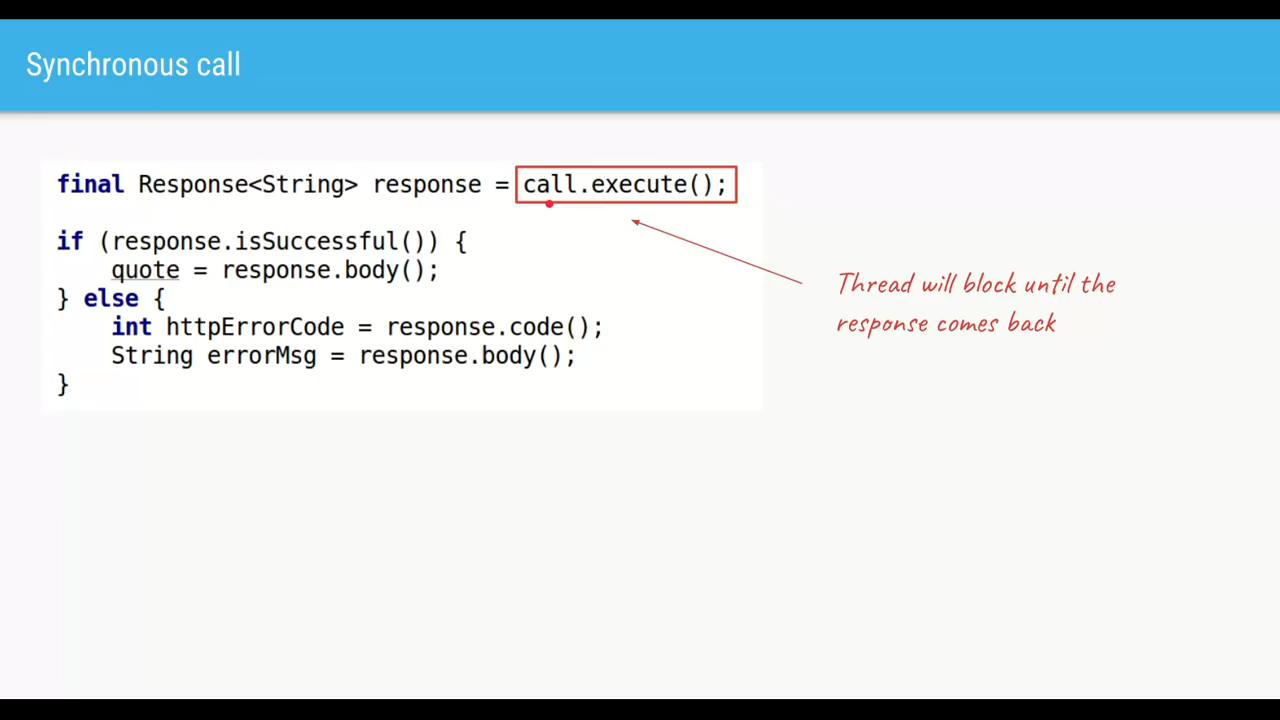 Synchronous call
final Response<String> response = call.execute();
if (response.isSuccessful()) {
    quote = response.body();
} else {
    int httpErrorCode = response.code();
    String errorMsg = response.body();
}
Thread will block until the
response comes back